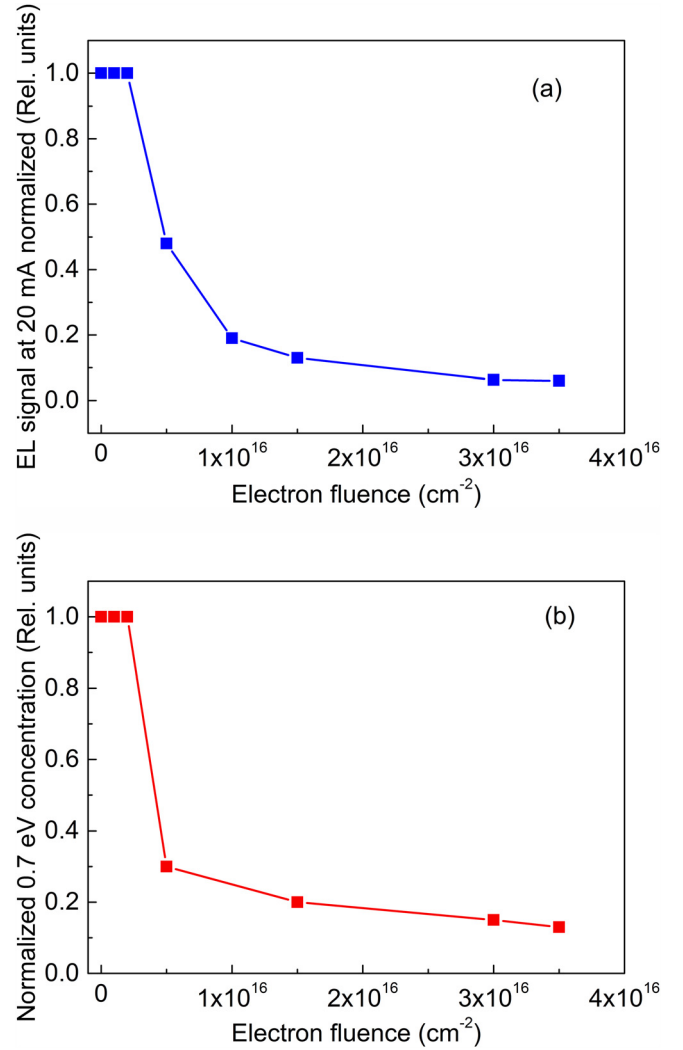 EL signal at 20 mA normalized (Rel. units)
1.0
0.8
0.6
0.4
0.2
0.0
(a)
0 1x10^16 2x10^16 3x10^16 4x10^16
Electron fluence (cm^-2)
Normalized 0.7 eV concentration (Rel. units)
1.0
0.8
0.6
0.4
0.2
0.0
(b)
0 1x10^16 2x10^16 3x10^16 4x10^16
Electron fluence (cm^-2)